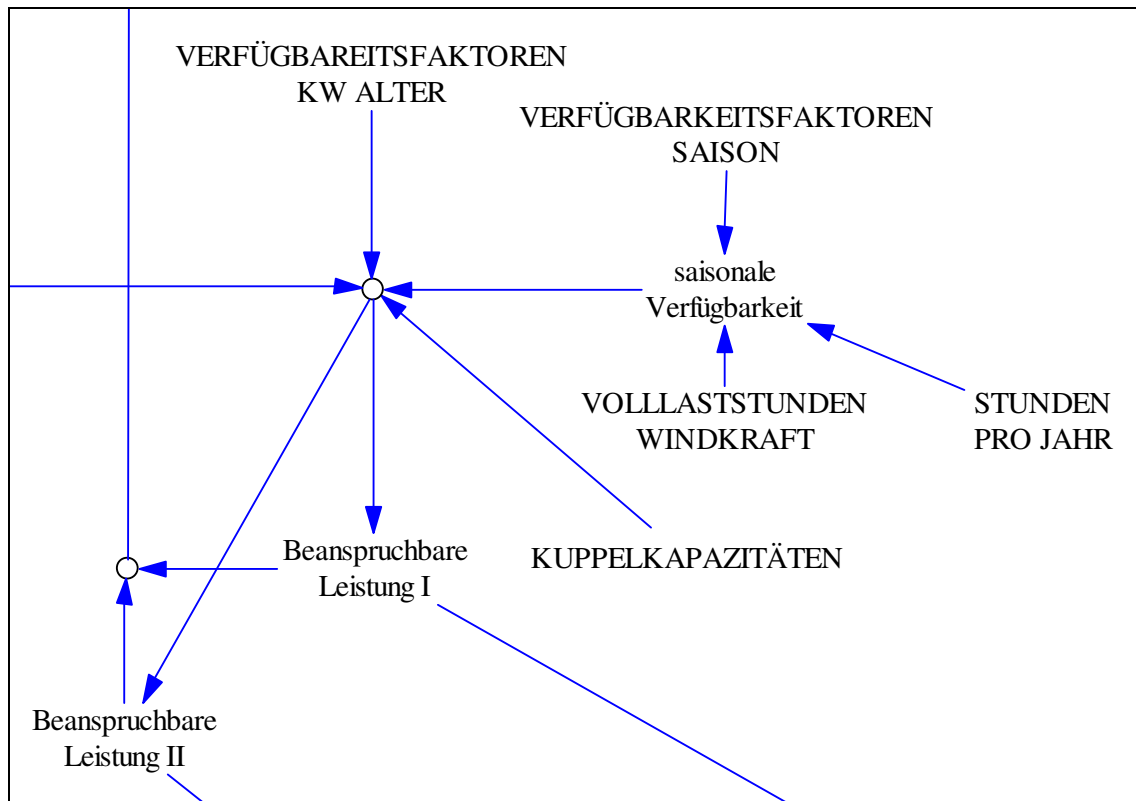 VERFÜGBAREITSFAKTOREN
KW ALTER
VERFÜGBARKEITSFAKTOREN
SAISON
saisonale
Verfügbarkeit
VOLLLASTSTUNDEN
WINDKRAFT
STUNDEN
PRO JAHR
Beanspruchbare
Leistung I
KUPPELKAPAZITÄTEN
Beanspruchbare
Leistung II